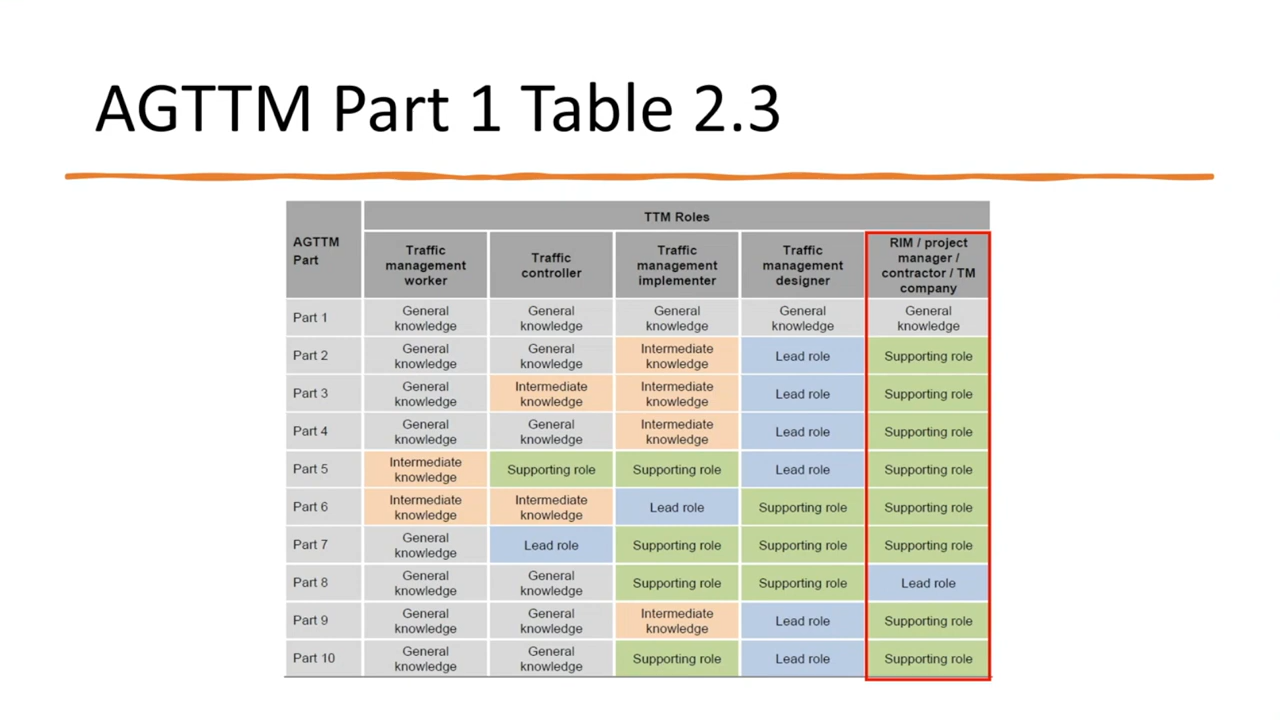 AGTTM Part 1 Table 2.3
AGTTM
Part
TTM Roles
Traffic
management
worker
Traffic
controller
Traffic
management
implementer
Traffic
management
designer
RIM / project
manager /
contractor / TM
company
Part 1
General
knowledge
General
knowledge
General
knowledge
General
knowledge
General
knowledge
Part 2
General
knowledge
General
knowledge
Intermediate
knowledge
Lead role
Supporting role
Part 3
General
knowledge
Intermediate
knowledge
Intermediate
knowledge
Lead role
Supporting role
Part 4
General
knowledge
General
knowledge
Intermediate
knowledge
Lead role
Supporting role
Part 5
Intermediate
knowledge
Supporting role
Supporting role
Lead role
Supporting role
Part 6
Intermediate
knowledge
Intermediate
knowledge
Lead role
Supporting role
Supporting role
Part 7
General
knowledge
Lead role
Supporting role
Supporting role
Supporting role
Part 8
General
knowledge
General
knowledge
Supporting role
Supporting role
Lead role
Part 9
General
knowledge
General
knowledge
Intermediate
knowledge
Lead role
Supporting role
Part 10
General
knowledge
General
knowledge
Supporting role
Lead role
Supporting role